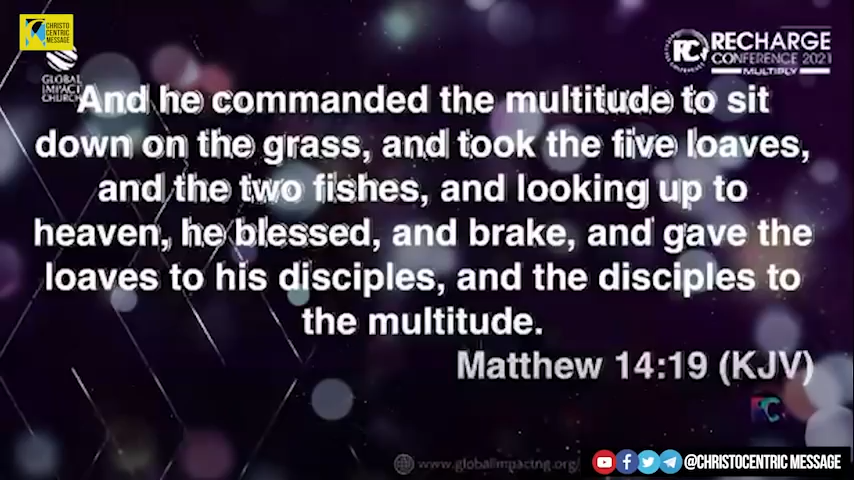 CHRISTO
CENTRIC
MESSAGE
GLOBAL
IMPACT
CHURCH
RC
RECHARGE
CONFERENCE 2021
MULTIPLY
And he commanded the multitude to sit
down on the grass, and took the five loaves,
and the two fishes, and looking up to
heaven, he blessed, and brake, and gave the
loaves to his disciples, and the disciples to
the multitude.
Matthew 14:19 (KJV)
RC
www.globalimpactng.org/
@CHRISTOCENTRIC MESSAGE